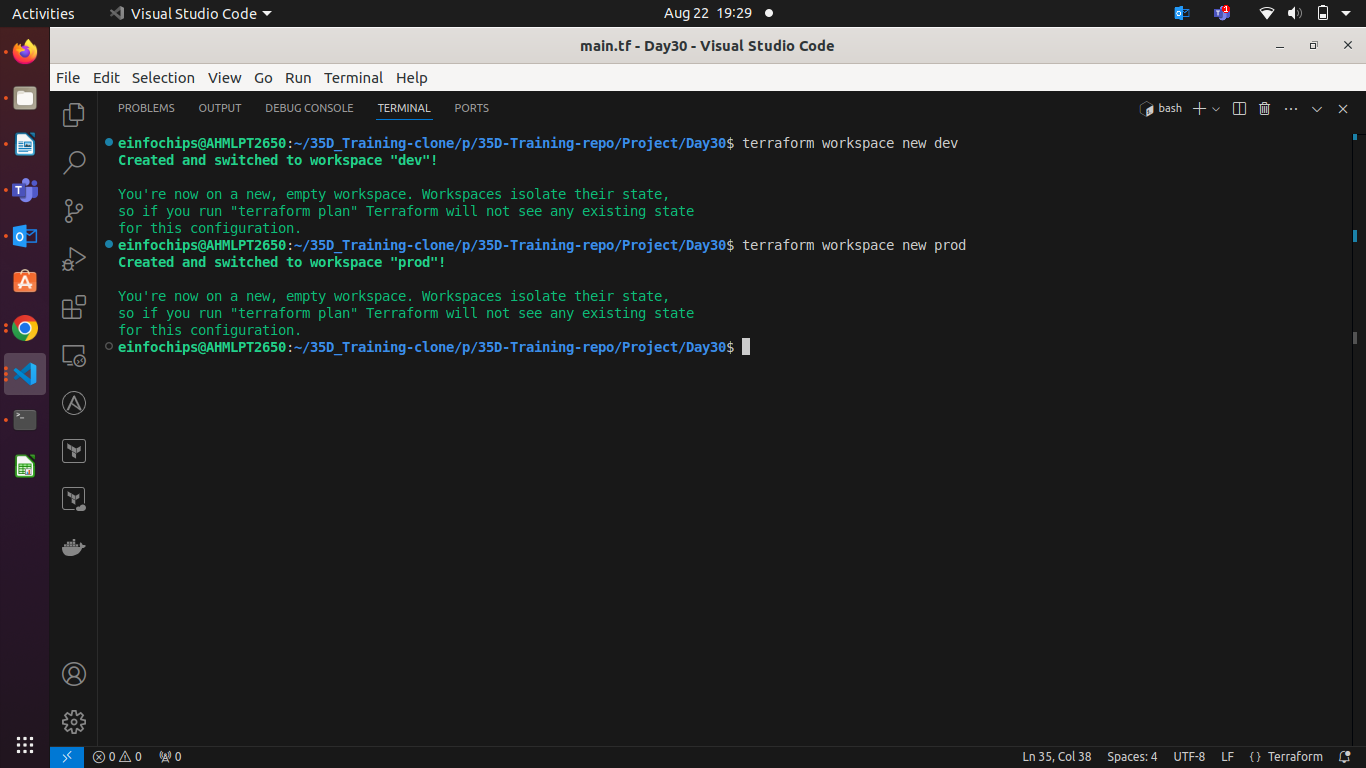 Activities
Visual Studio Code
Aug 22 19:29
1
main.tf - Day30 - Visual Studio Code
File Edit Selection View Go Run Terminal Help
PROBLEMS OUTPUT DEBUG CONSOLE TERMINAL PORTS
bash
einfochips@AHMLPT2650:~/35D_Training-clone/p/35D-Training-repo/Project/Day30$ terraform workspace new dev
Created and switched to workspace "dev"!
You're now on a new, empty workspace. Workspaces isolate their state,
so if you run "terraform plan" Terraform will not see any existing state
for this configuration.
einfochips@AHMLPT2650:~/35D_Training-clone/p/35D-Training-repo/Project/Day30$ terraform workspace new prod
Created and switched to workspace "prod"!
You're now on a new, empty workspace. Workspaces isolate their state,
so if you run "terraform plan" Terraform will not see any existing state
for this configuration.
einfochips@AHMLPT2650:~/35D_Training-clone/p/35D-Training-repo/Project/Day30$
0 0 0
Ln 35, Col 38 Spaces: 4 UTF-8 LF { } Terraform